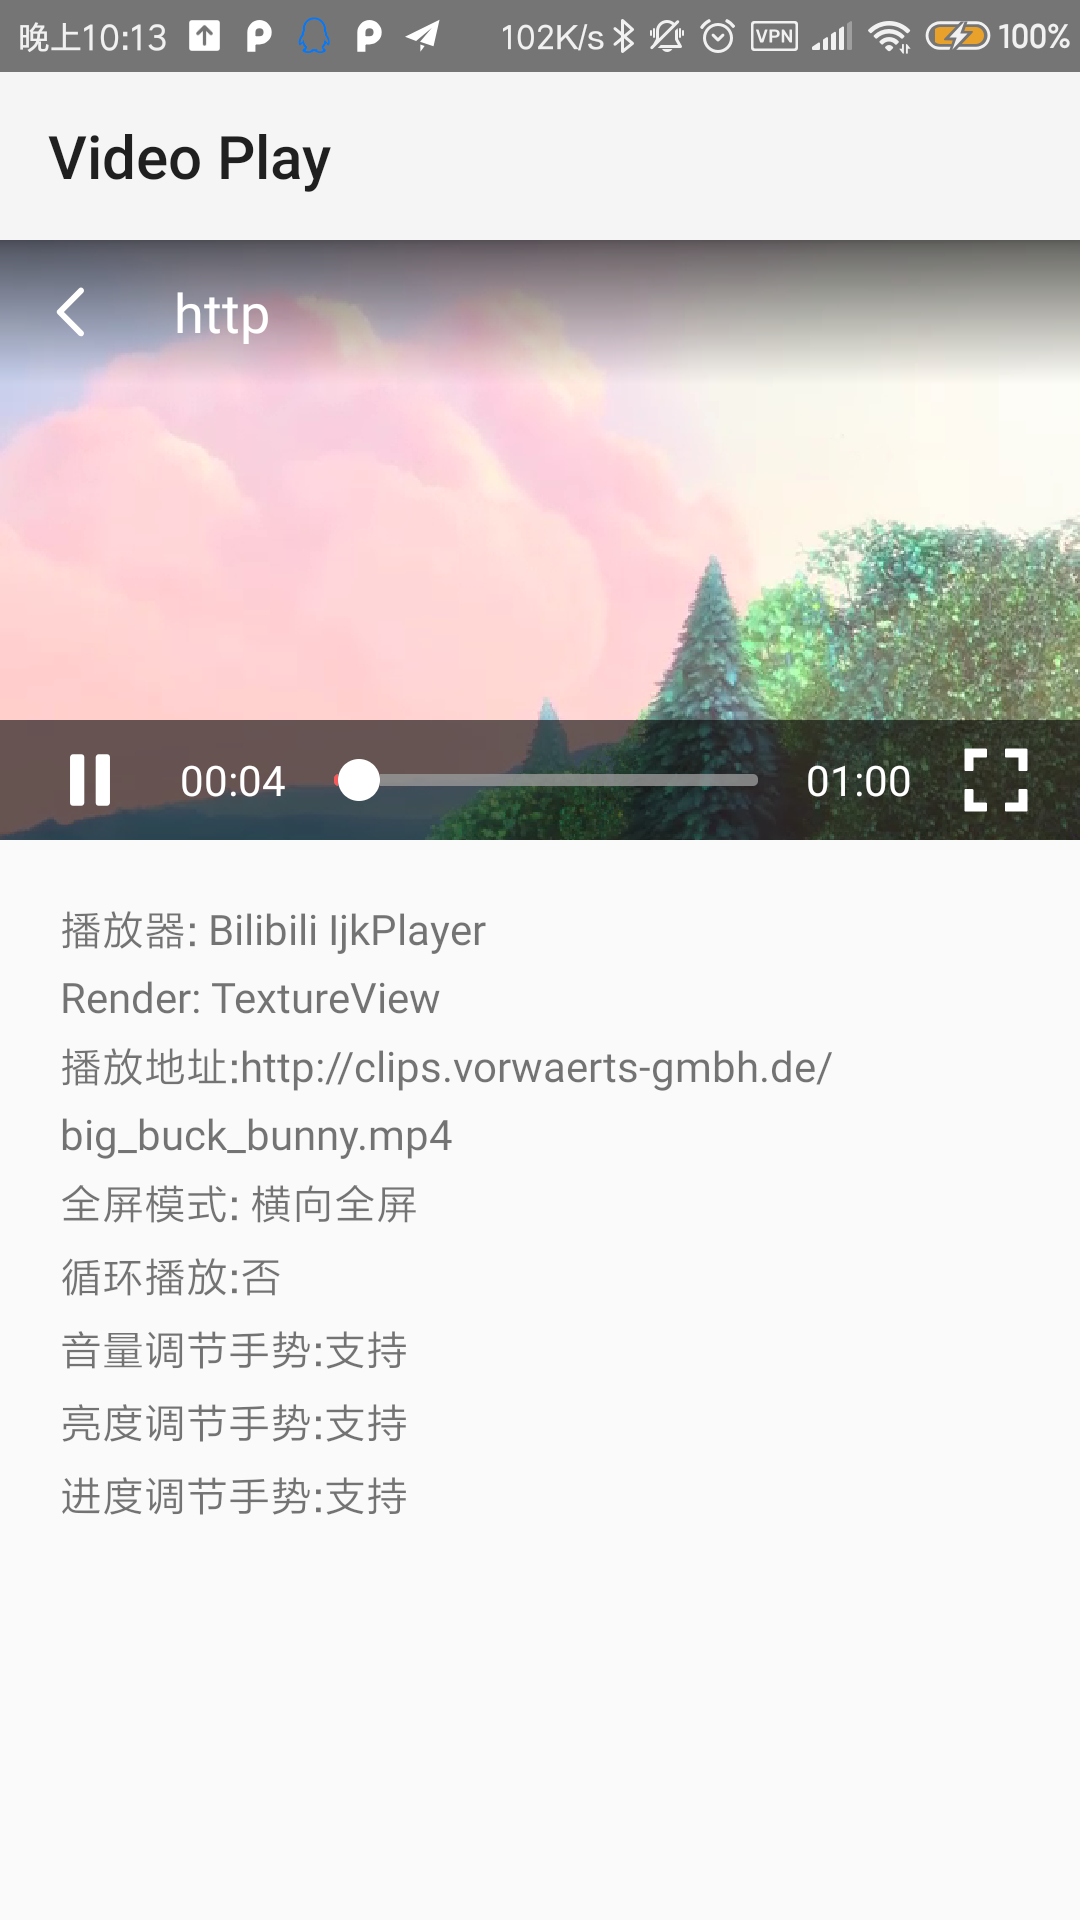 晚上10:13 102K/s VPN 100%
Video Play
http
00:04 01:00
播放器: Bilibili IjkPlayer
Render: TextureView
播放地址:http://clips.vorwaerts-gmbh.de/
big_buck_bunny.mp4
全屏模式: 横向全屏
循环播放:否
音量调节手势:支持
亮度调节手势:支持
进度调节手势:支持